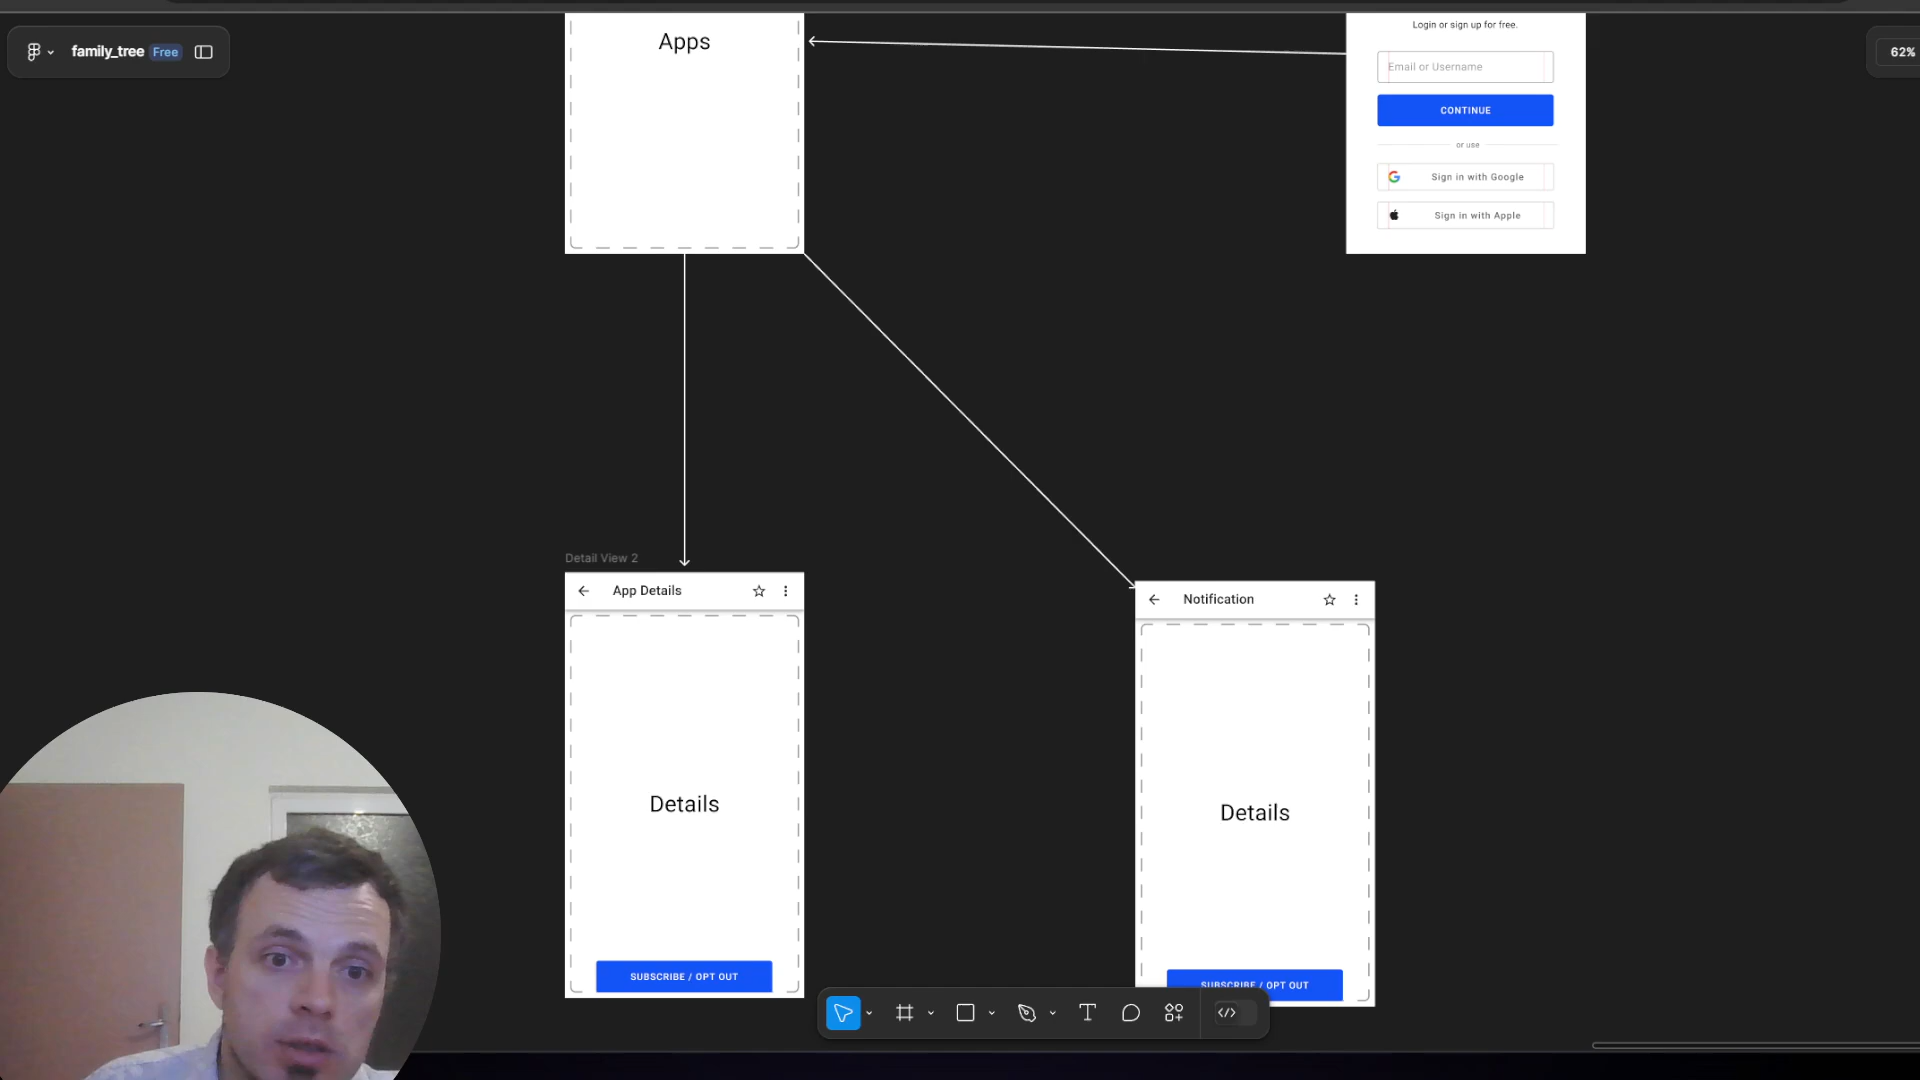 family_tree Free
62%
Apps
Login or sign up for free.
Email or Username
CONTINUE
or use
Sign in with Google
Sign in with Apple
Detail View 2
App Details
Details
SUBSCRIBE / OPT OUT
Notification
Details
SUBSCRIBE / OPT OUT